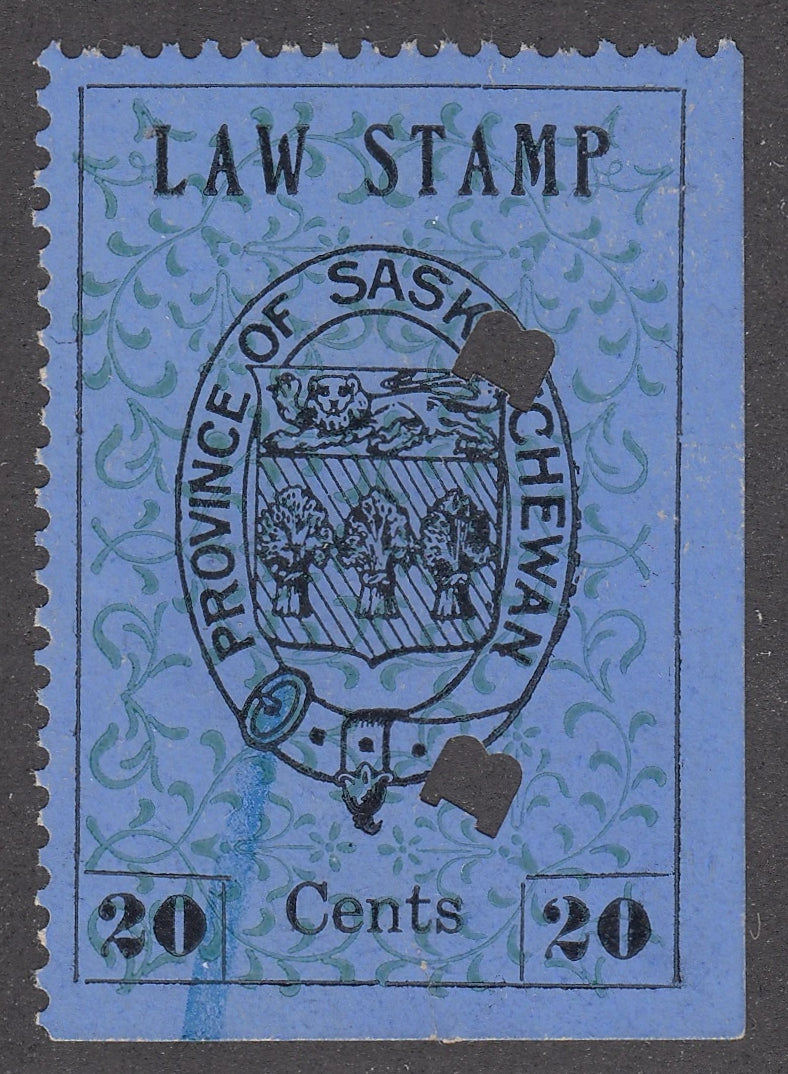 LAW STAMP
PROVINCE OF SASK CHEWAN
20 Cents 20